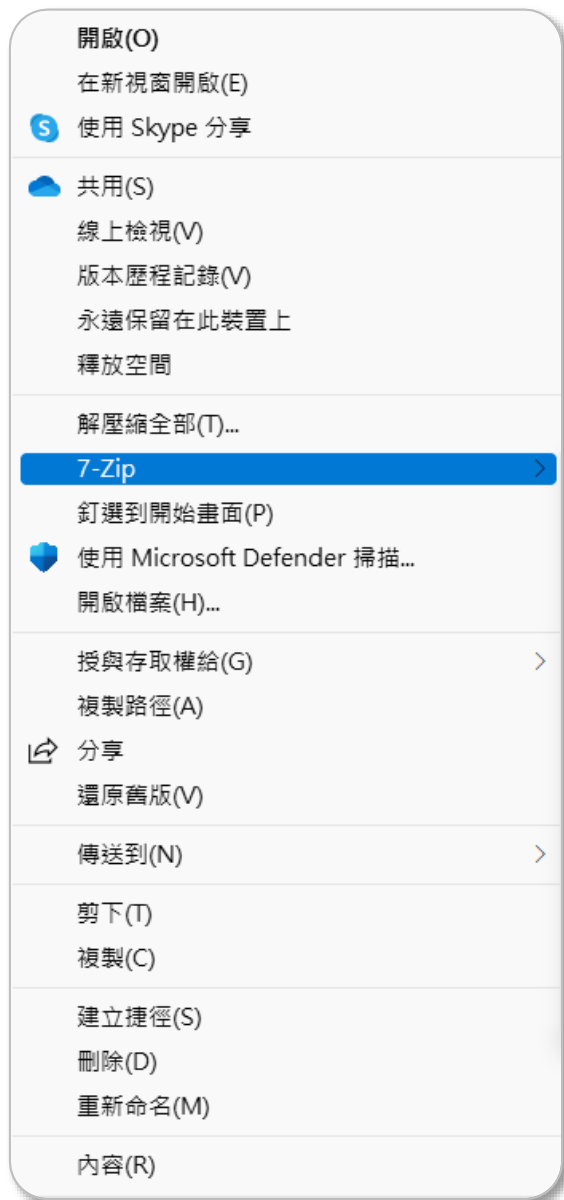 開啟(O)
在新視窗開啟(E)
使用 Skype 分享
共用(S)
線上檢視(V)
版本歷程記錄(V)
永遠保留在此裝置上
釋放空間
解壓縮全部(T)...
7-Zip
釘選到開始畫面(P)
使用 Microsoft Defender 掃描...
開啟檔案(H)...
授與存取權給(G)
複製路徑(A)
分享
還原舊版(V)
傳送到(N)
剪下(T)
複製(C)
建立捷徑(S)
刪除(D)
重新命名(M)
內容(R)